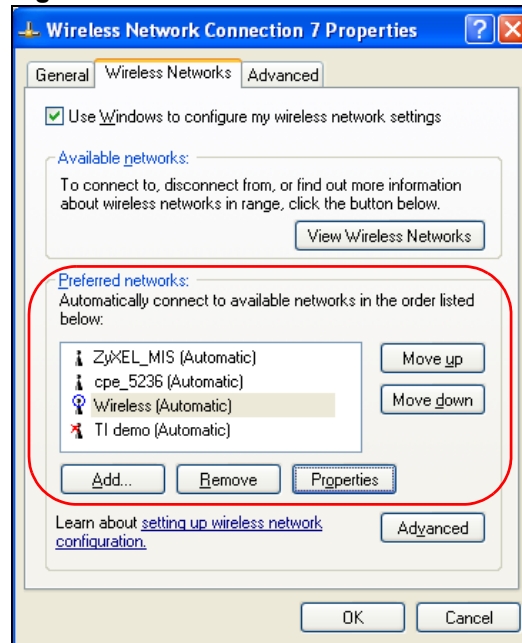 Wireless Network Connection 7 Properties
General Wireless Networks Advanced
Use Windows to configure my wireless network settings
Available networks:
To connect to, disconnect from, or find out more information
about wireless networks in range, click the button below.
View Wireless Networks
Preferred networks:
Automatically connect to available networks in the order listed
below:
ZyXEL_MIS (Automatic)
Move up
cpe_5236 (Automatic)
Wireless (Automatic)
Move down
TI demo (Automatic)
Add... Remove Properties
Learn about setting up wireless network
configuration.
Advanced
OK Cancel